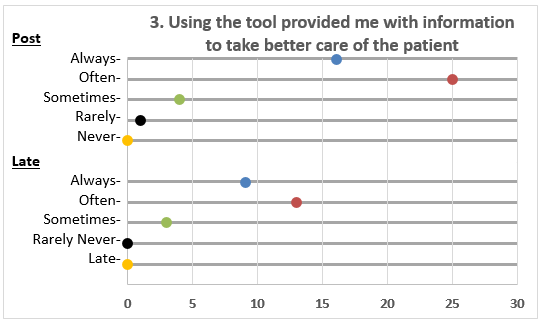 3. Using the tool provided me with information
to take better care of the patient
Post
Always-
Often-
Sometimes-
Rarely-
Never-
Late
Always-
Often-
Sometimes-
Rarely Never-
Late-
0 5 10 15 20 25 30